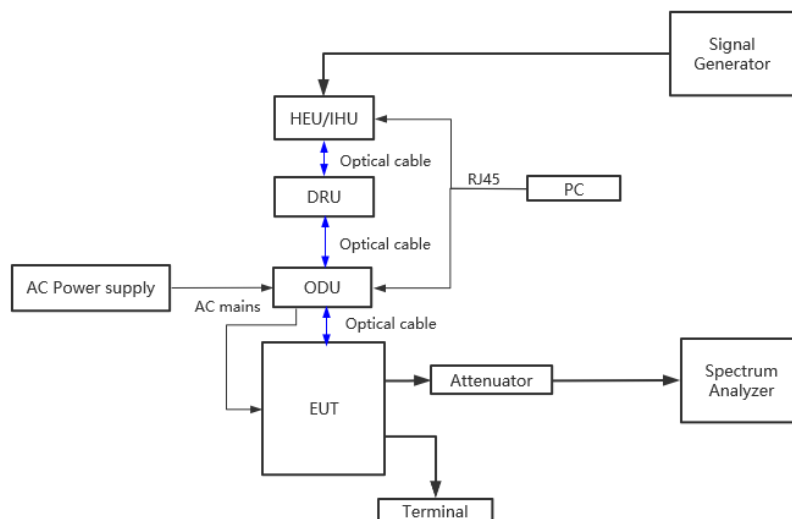 Signal
Generator
HEU/IHU
Optical cable
RJ45
PC
DRU
Optical cable
AC Power supply
AC mains
ODU
Optical cable
EUT
Attenuator
Spectrum
Analyzer
Terminal